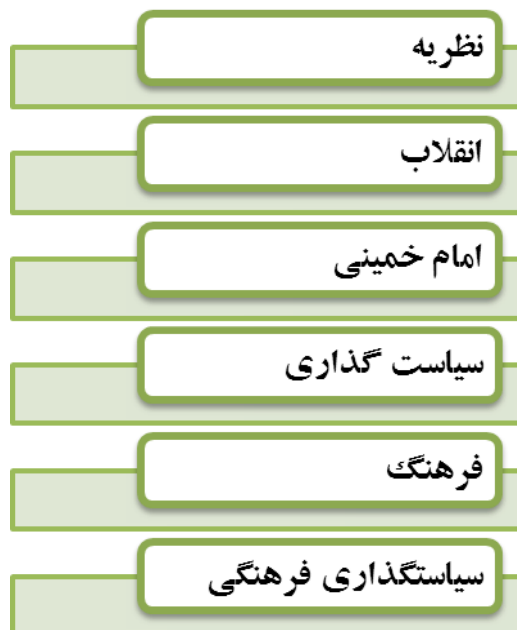 نظریه
انقلاب
امام خمینی
سیاست گذاری
فرهنگ
سیاستگذاری فرهنگی